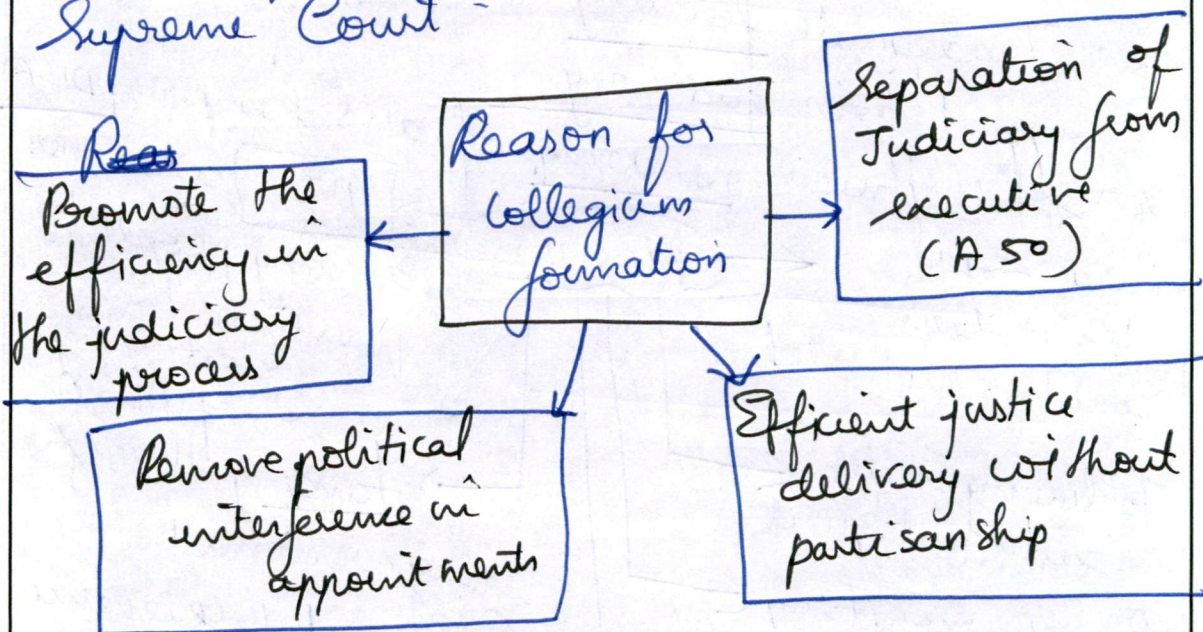 Supreme Court
Reas
Reason for
collegium
formation
Separation of
Judiciary from
executive
(A 50)
Promote the
efficiency in
the judiciary
process
Remove political
interference in
appointments
Efficient justice
delivery without
partisanship